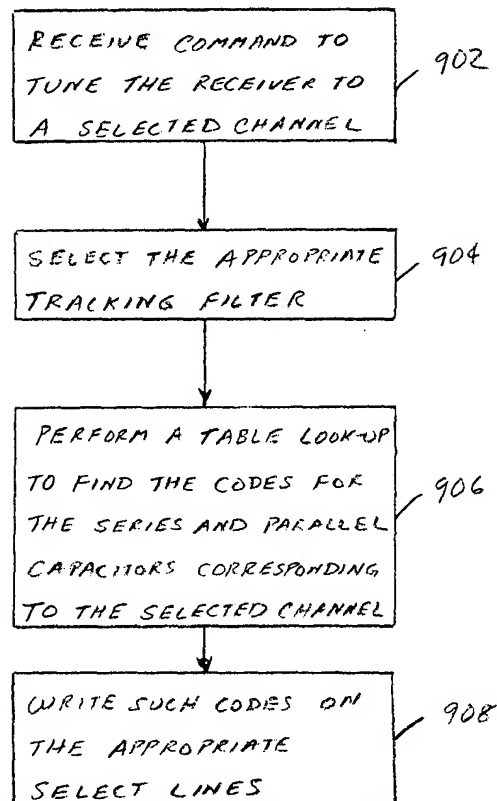 RECEIVE COMMAND TO
TUNE THE RECEIVER TO
A SELECTED CHANNEL
902
SELECT THE APPROPRIATE
TRACKING FILTER
904
PERFORM A TABLE LOOK-UP
TO FIND THE CODES FOR
THE SERIES AND PARALLEL
CAPACITORS CORRESPONDING
TO THE SELECTED CHANNEL
906
WRITE SUCH CODES ON
THE APPROPRIATE
SELECT LINES
908